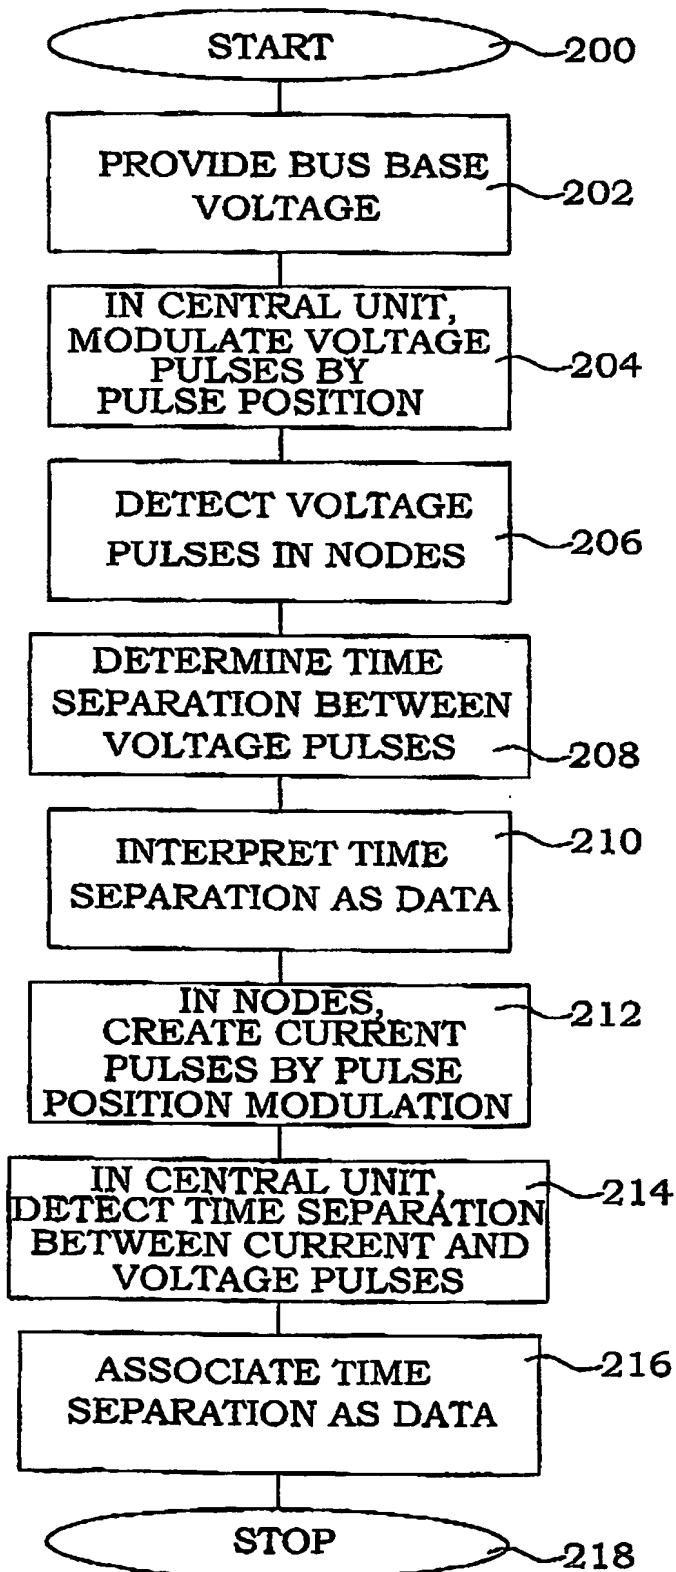 START
200
PROVIDE BUS BASE
VOLTAGE
202
IN CENTRAL UNIT,
MODULATE VOLTAGE
PULSES BY
PULSE POSITION
204
DETECT VOLTAGE
PULSES IN NODES
206
DETERMINE TIME
SEPARATION BETWEEN
VOLTAGE PULSES
208
INTERPRET TIME
SEPARATION AS DATA
210
IN NODES,
CREATE CURRENT
PULSES BY PULSE
POSITION MODULATION
212
IN CENTRAL UNIT,
DETECT TIME SEPARATION
BETWEEN CURRENT AND
VOLTAGE PULSES
214
ASSOCIATE TIME
SEPARATION AS DATA
216
STOP
218